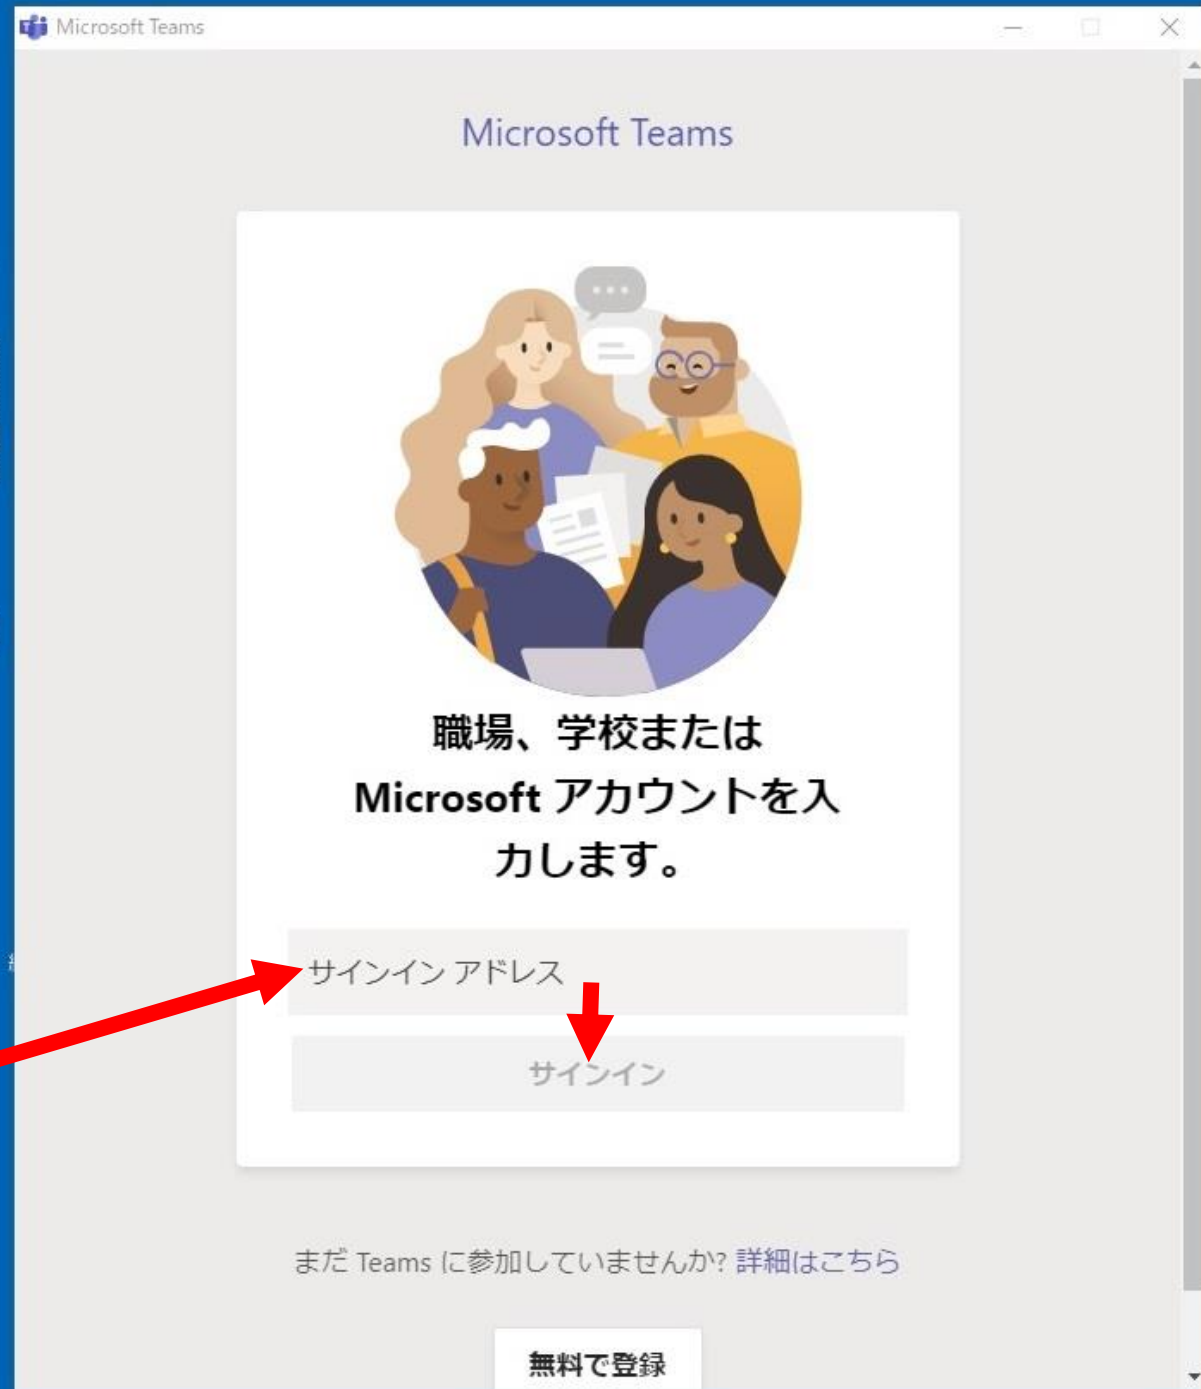 Microsoft Teams
Microsoft Teams
職場、学校または
Microsoft アカウントを入
力します。
サインイン アドレス
サインイン
まだ Teams に参加していませんか? 詳細はこちら
無料で登録